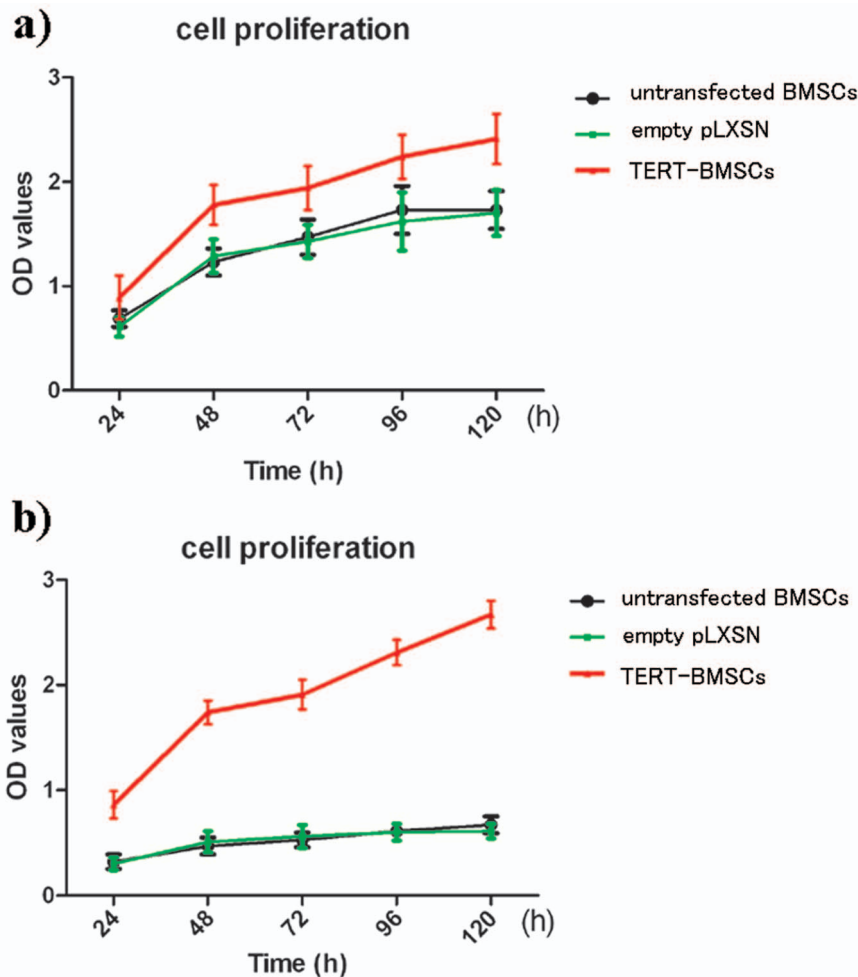 a)
cell proliferation
3
2
1
0
OD values
24 48 72 96 120 (h)
Time (h)
untransfected BMSCs
empty pLXSN
TERT-BMSCs
b)
cell proliferation
3
2
1
0
OD values
24 48 72 96 120 (h)
Time (h)
untransfected BMSCs
empty pLXSN
TERT-BMSCs